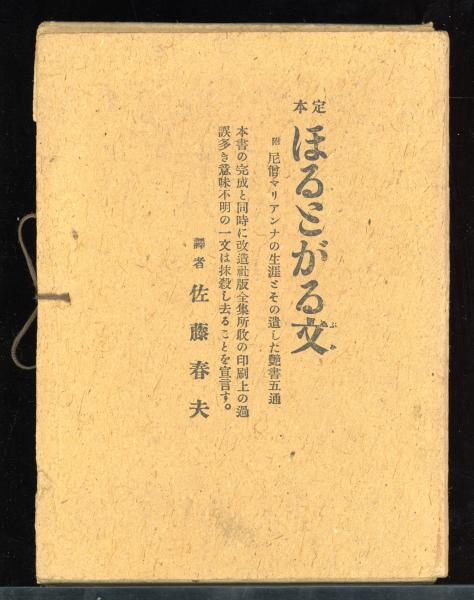 定本
ほるとがる文
ぶみ
附 尼僧マリアンナの生涯とその遺した艶書五通
本書の完成と同時に改造社版全集所收の印刷上の過
誤多き意味不明の一文は抹殺し去ることを宣言す。
譯者 佐藤春夫